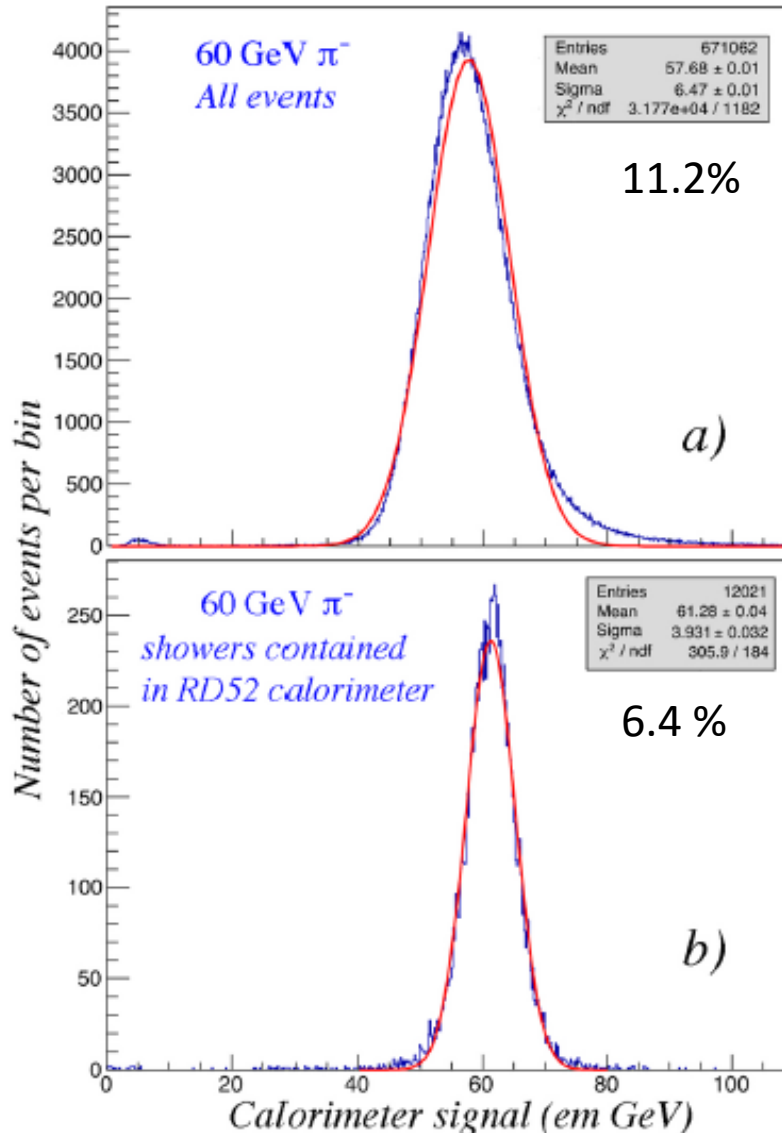 60 GeV π⁻
All events
Entries 671062
Mean 57.68 ± 0.01
Sigma 6.47 ± 0.01
χ² / ndf 3.177e+04 / 1182
11.2%
a)
4000
3500
3000
2500
2000
1500
1000
500
0
60 GeV π⁻
showers contained
in RD52 calorimeter
Entries 12021
Mean 61.28 ± 0.04
Sigma 3.931 ± 0.032
χ² / ndf 305.9 / 184
6.4 %
b)
250
200
150
100
50
0
0 20 40 60 80 100
Number of events per bin
Calorimeter signal (em GeV)